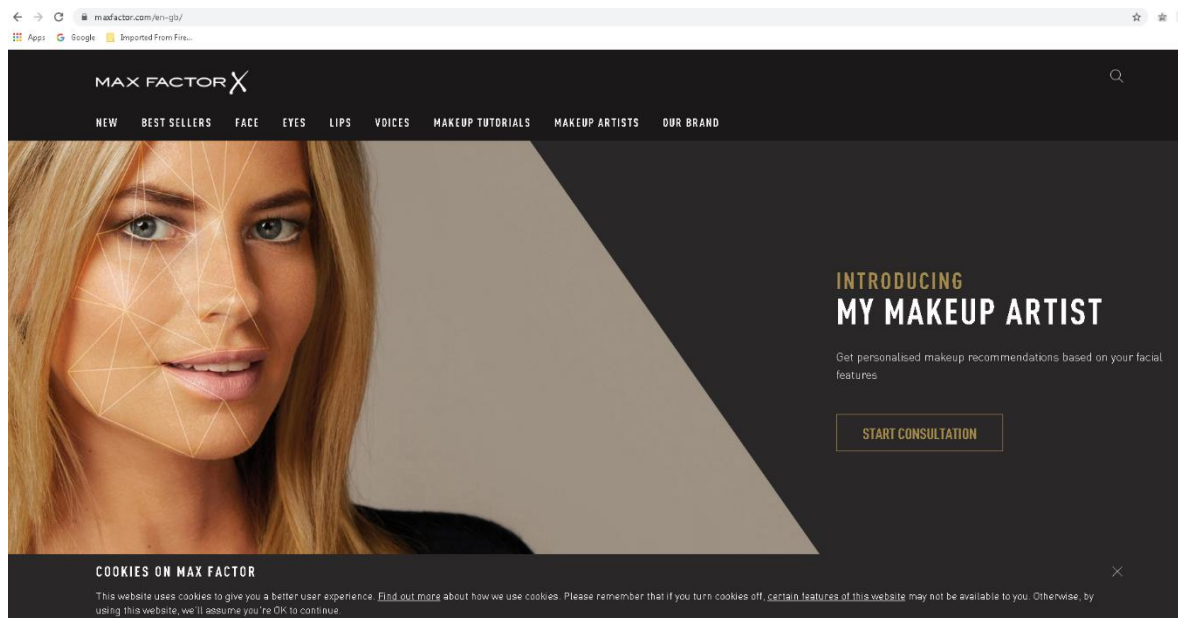 maxfactor.com/en-gb/
Apps Google Imported From Fire...
MAX FACTOR X
NEW BEST SELLERS FACE EYES LIPS VOICES MAKEUP TUTORIALS MAKEUP ARTISTS OUR BRAND
INTRODUCING
MY MAKEUP ARTIST
Get personalised makeup recommendations based on your facial
features
START CONSULTATION
COOKIES ON MAX FACTOR
This website uses cookies to give you a better user experience. Find out more about how we use cookies. Please remember that if you turn cookies off, certain features of this website may not be available to you. Otherwise, by
using this website, we'll assume you're OK to continue